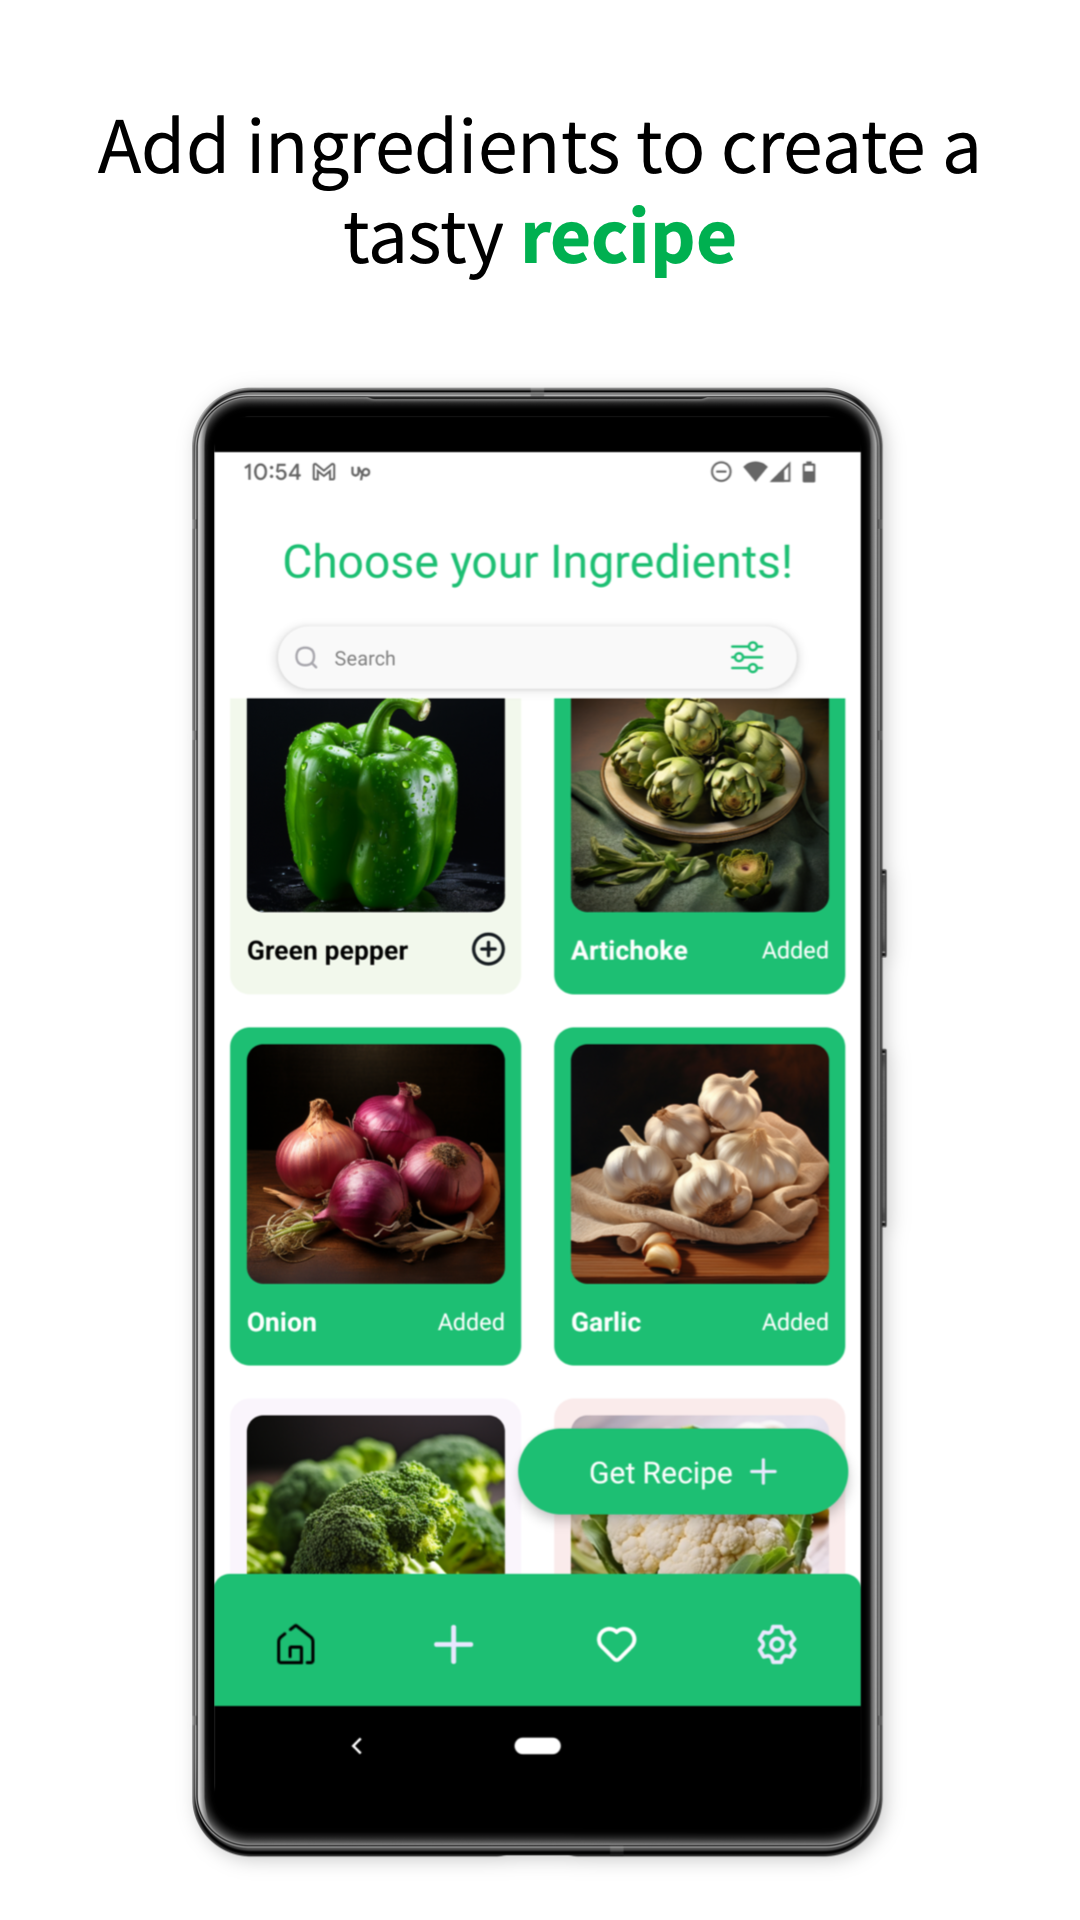 Add ingredients to create a
tasty recipe
10:54 up
Choose your Ingredients!
Search
Green pepper
Artichoke Added
Onion Added
Garlic Added
Get Recipe